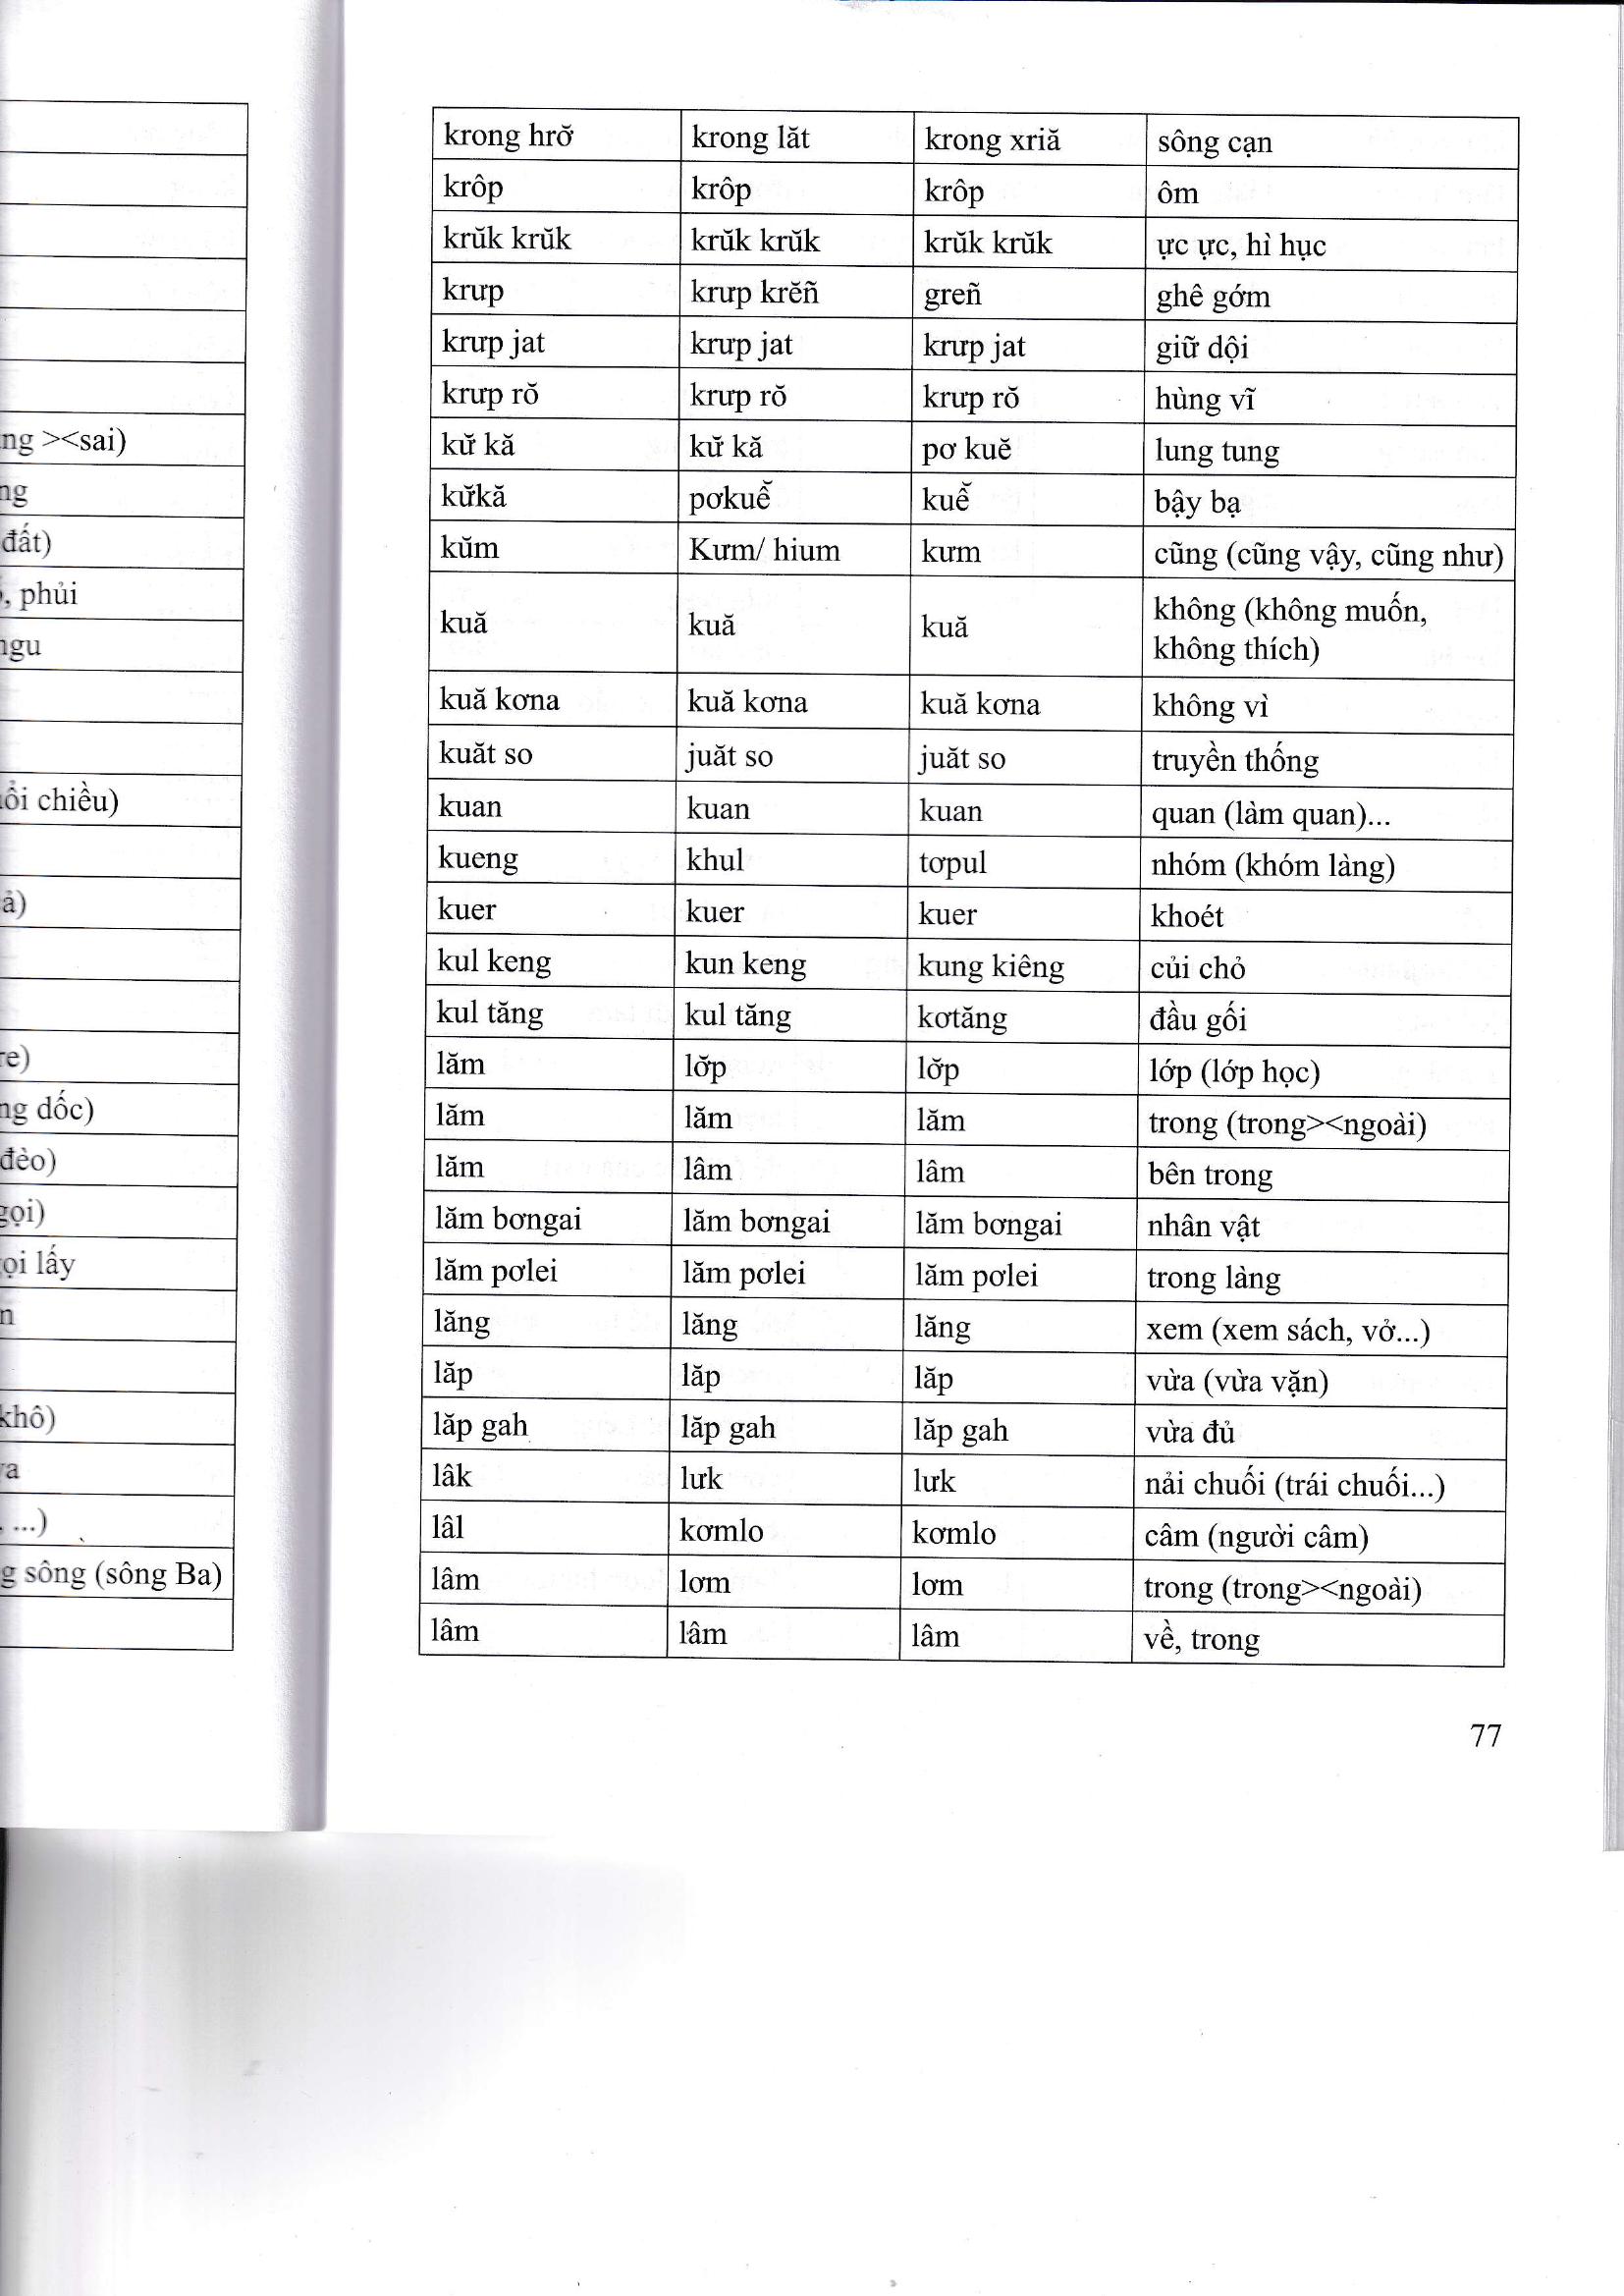 ng ><sai)
ng
đất)
, phủi
ngu
ồi chiều)
ả)
re)
ng dốc)
đèo)
gọi)
ọi lấy
n
khô)
va
...)
g sông (sông Ba)
krong hrơ̆ krong lăt krong xriă sông cạn
krôp krôp krôp ôm
krŭk krŭk krŭk krŭk krŭk krŭk ực ực, hì hục
krưp krưp krĕñ greñ ghê gớm
krưp jat krưp jat krưp jat giữ dội
krưp rŏ krưp rŏ krưp rŏ hùng vĩ
kư̆ kă kư̆ kă pơ kuĕ lung tung
kư̆kă pơkuê̆ kuê̆ bậy bạ
kŭm Kưm/ hium kưm cũng (cũng vậy, cũng như)
kuă kuă kuă không (không muốn,
không thích)
kuă kơna kuă kơna kuă kơna không vì
kuăt so juăt so juăt so truyền thống
kuan kuan kuan quan (làm quan)...
kueng khul tơpul nhóm (khóm làng)
kuer kuer kuer khoét
kul keng kun keng kung kiêng củi chỏ
kul tăng kul tăng kơtăng đầu gối
lăm lơ̆p lơ̆p lớp (lớp học)
lăm lăm lăm trong (trong><ngoài)
lăm lâm lâm bên trong
lăm bơngai lăm bơngai lăm bơngai nhân vật
lăm pơlei lăm pơlei lăm pơlei trong làng
lăng lăng lăng xem (xem sách, vở...)
lăp lăp lăp vừa (vừa vặn)
lăp gah lăp gah lăp gah vừa đủ
lâk lưk lưk nải chuối (trái chuối...)
lâl kơmlo kơmlo câm (người câm)
lâm lơm lơm trong (trong><ngoài)
lâm lâm lâm về, trong
77